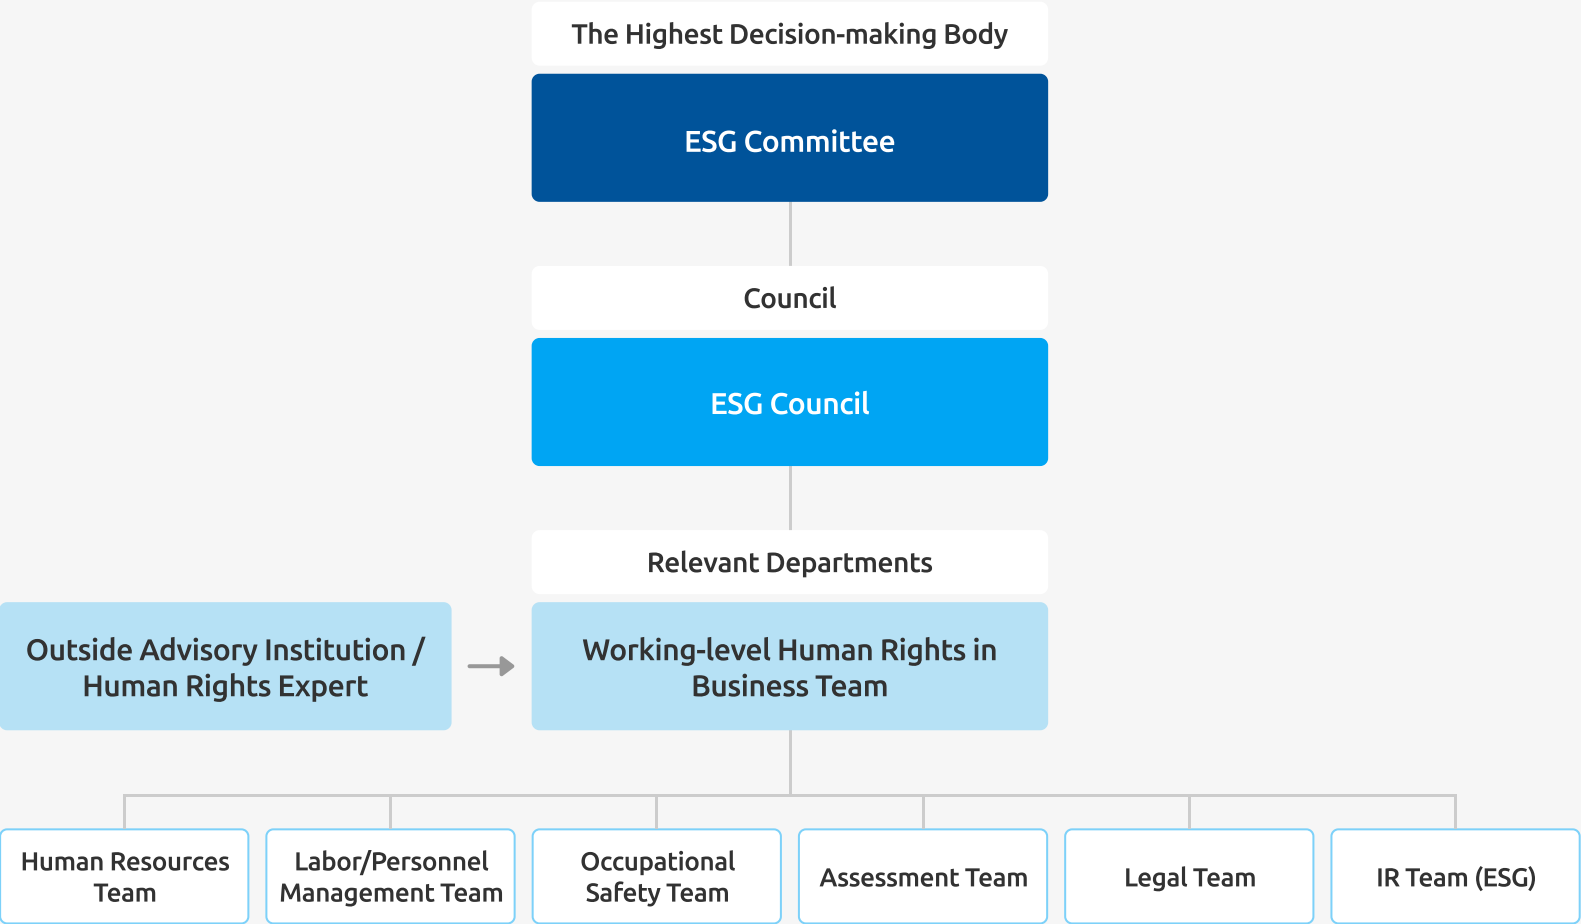 The Highest Decision-making Body
ESG Committee
Council
ESG Council
Relevant Departments
Outside Advisory Institution /
Human Rights Expert
Working-level Human Rights in
Business Team
Human Resources
Team
Labor/Personnel
Management Team
Occupational
Safety Team
Assessment Team
Legal Team
IR Team (ESG)